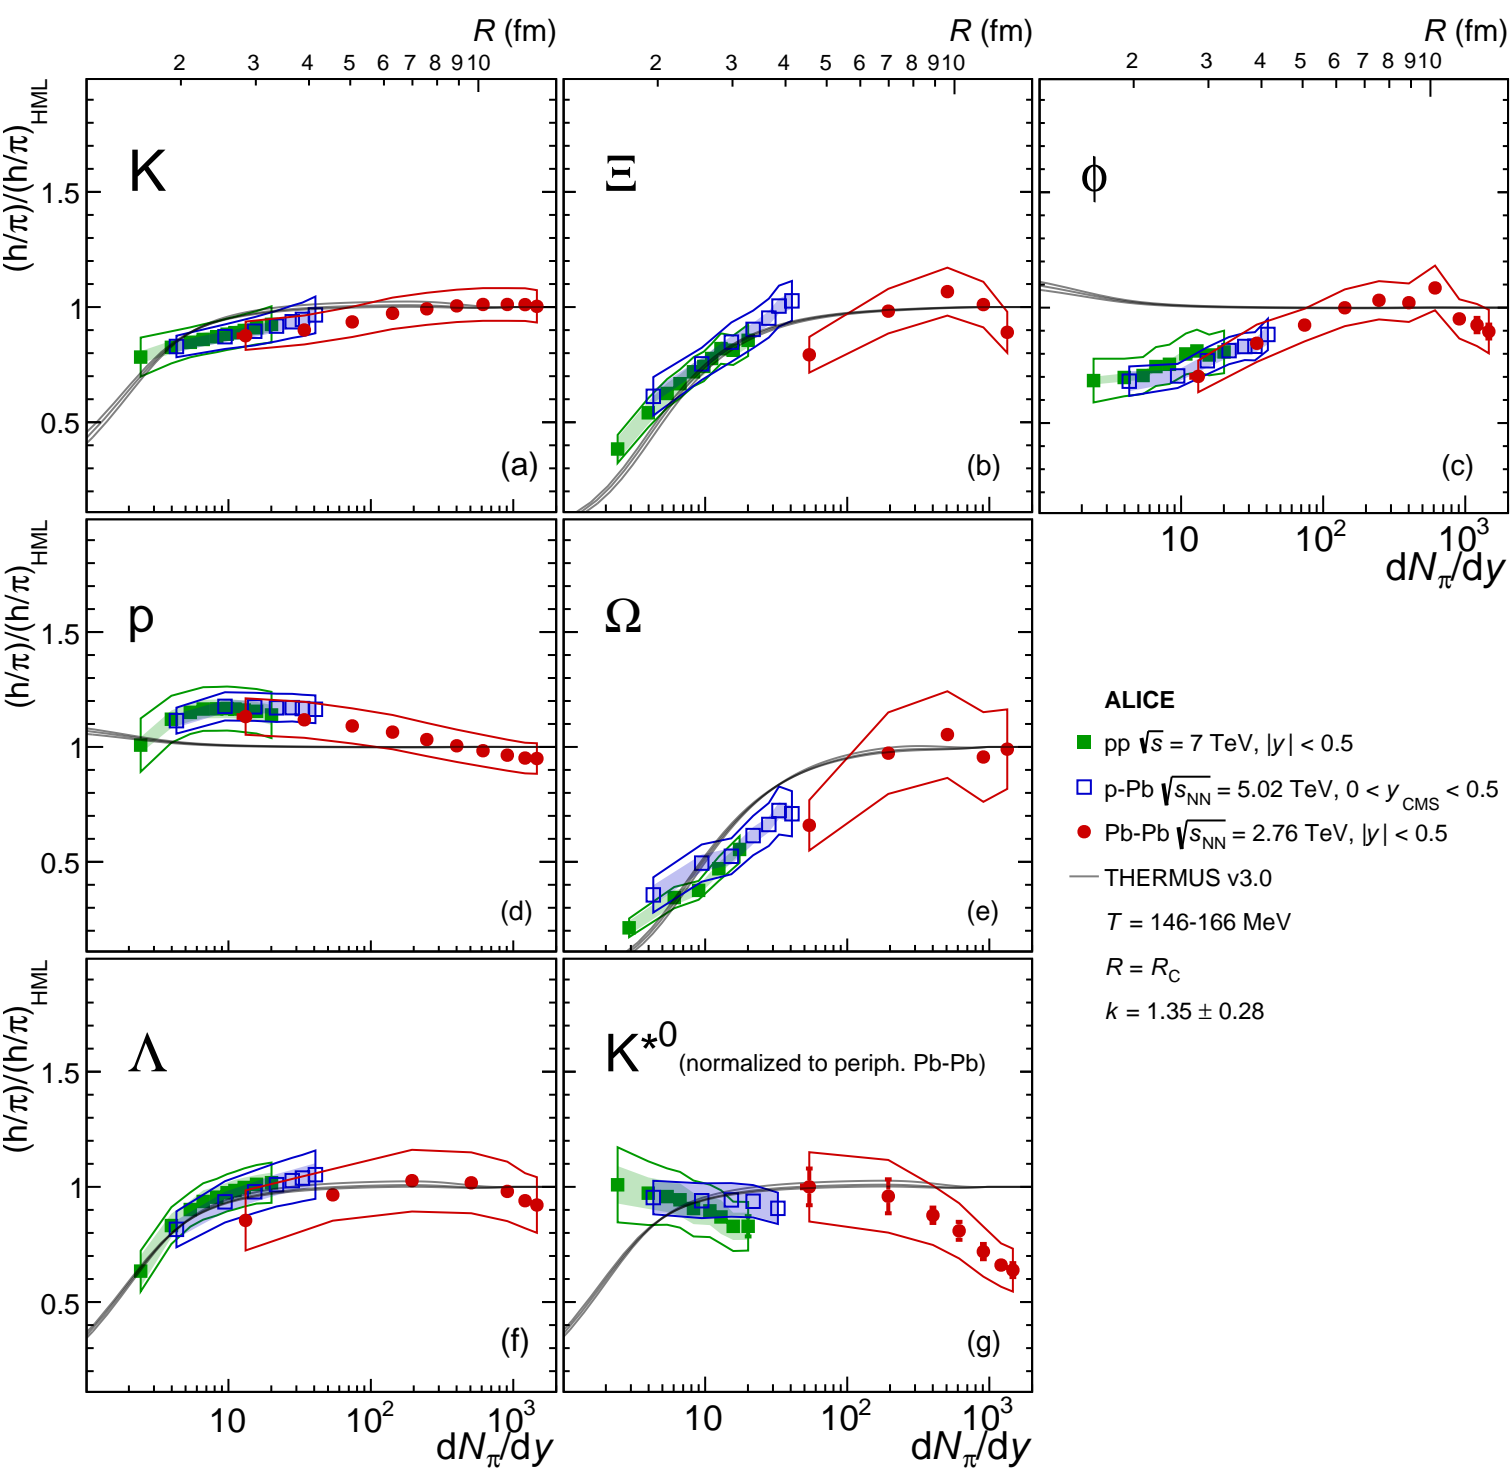 R (fm) R (fm) R (fm)
2 3 4 5 6 7 8 9 10 2 3 4 5 6 7 8 9 10 2 3 4 5 6 7 8 9 10
(h/π)/(h/π)HML
K Ξ ϕ
1.5
1
0.5
(a) (b) (c)
10 10² 10³
dNπ/dy
(h/π)/(h/π)HML
p Ω
1.5
1
0.5
(d) (e)
ALICE
pp √s = 7 TeV, |y| < 0.5
p-Pb √sNN = 5.02 TeV, 0 < yCMS < 0.5
Pb-Pb √sNN = 2.76 TeV, |y| < 0.5
THERMUS v3.0
T = 146-166 MeV
R = RC
k = 1.35 ± 0.28
(h/π)/(h/π)HML
Λ K*0 (normalized to periph. Pb-Pb)
1.5
1
0.5
(f) (g)
10 10² 10³ 10 10² 10³
dNπ/dy dNπ/dy